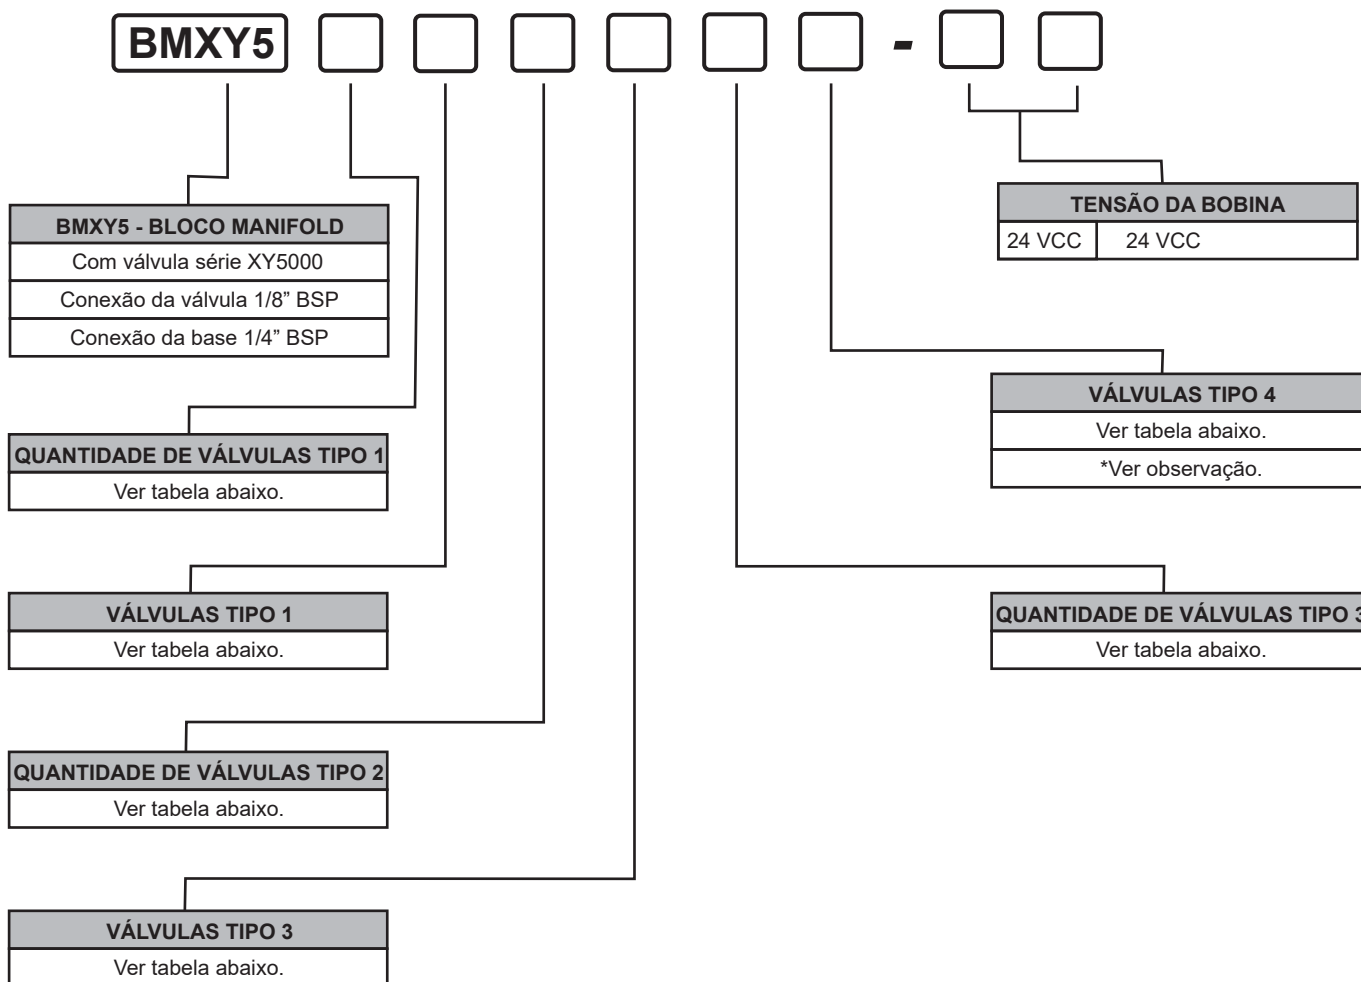 BMXY5 -
BMXY5 - BLOCO MANIFOLD
Com válvula série XY5000
Conexão da válvula 1/8” BSP
Conexão da base 1/4” BSP
QUANTIDADE DE VÁLVULAS TIPO 1
Ver tabela abaixo.
VÁLVULAS TIPO 1
Ver tabela abaixo.
QUANTIDADE DE VÁLVULAS TIPO 2
Ver tabela abaixo.
VÁLVULAS TIPO 3
Ver tabela abaixo.
TENSÃO DA BOBINA
24 VCC 24 VCC
VÁLVULAS TIPO 4
Ver tabela abaixo.
*Ver observação.
QUANTIDADE DE VÁLVULAS TIPO 3
Ver tabela abaixo.